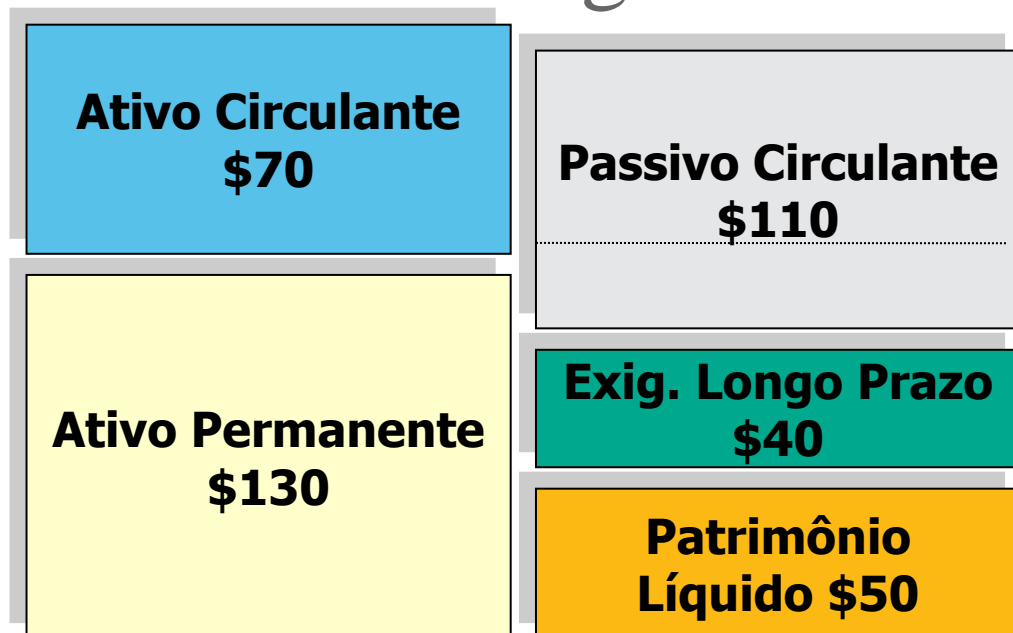 Ativo Circulante
$70
Ativo Permanente
$130
Passivo Circulante
$110
Exig. Longo Prazo
$40
Patrimônio
Líquido $50